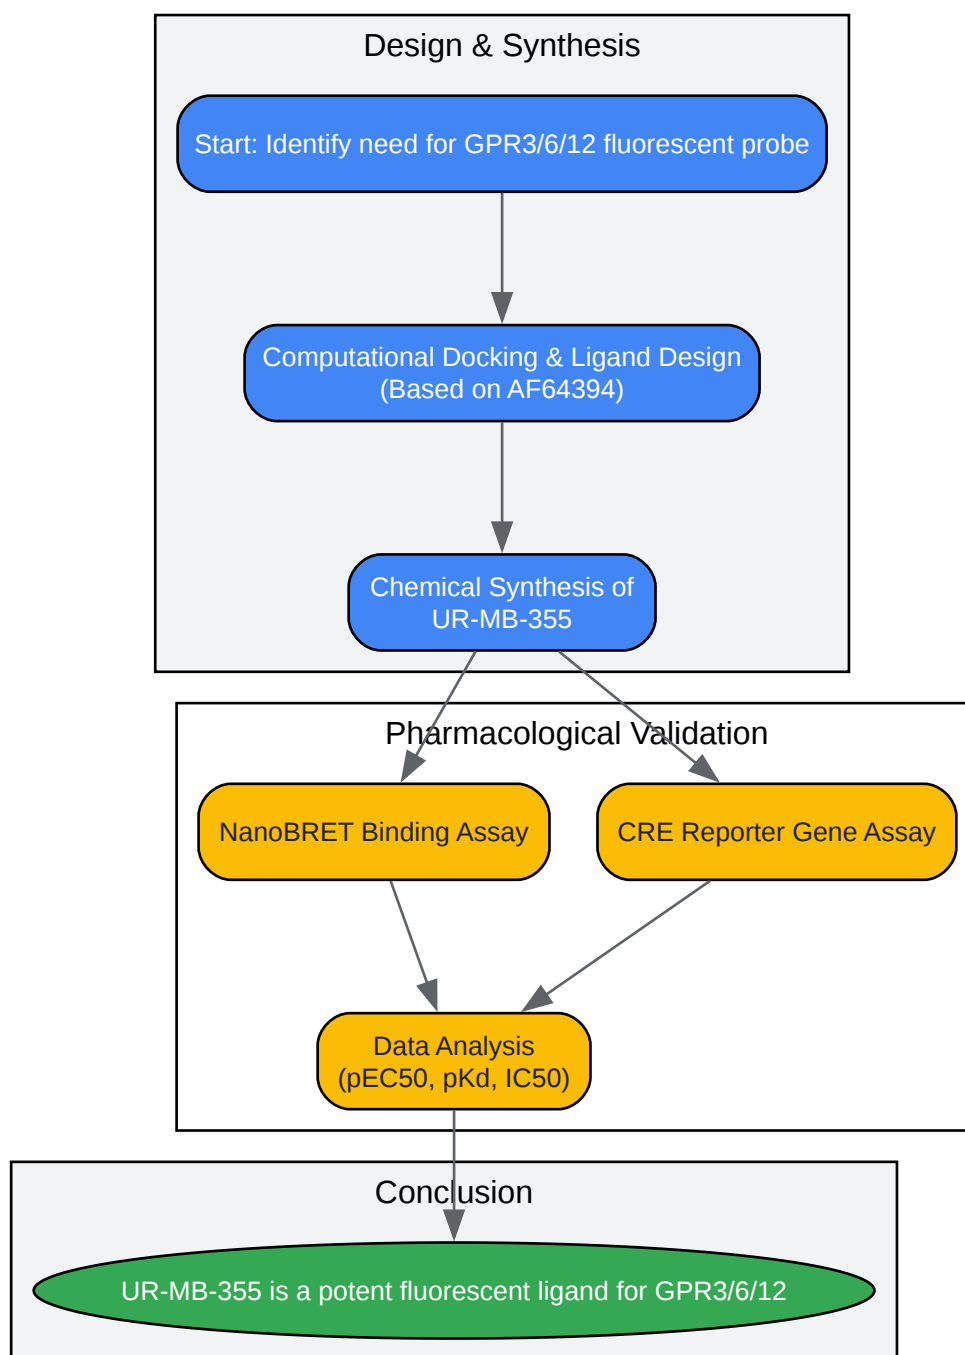 Design & Synthesis
Start: Identify need for GPR3/6/12 fluorescent probe
Computational Docking & Ligand Design
(Based on AF64394)
Chemical Synthesis of
UR-MB-355
Pharmacological Validation
NanoBRET Binding Assay
CRE Reporter Gene Assay
Data Analysis
(pEC50, pKd, IC50)
Conclusion
UR-MB-355 is a potent fluorescent ligand for GPR3/6/12